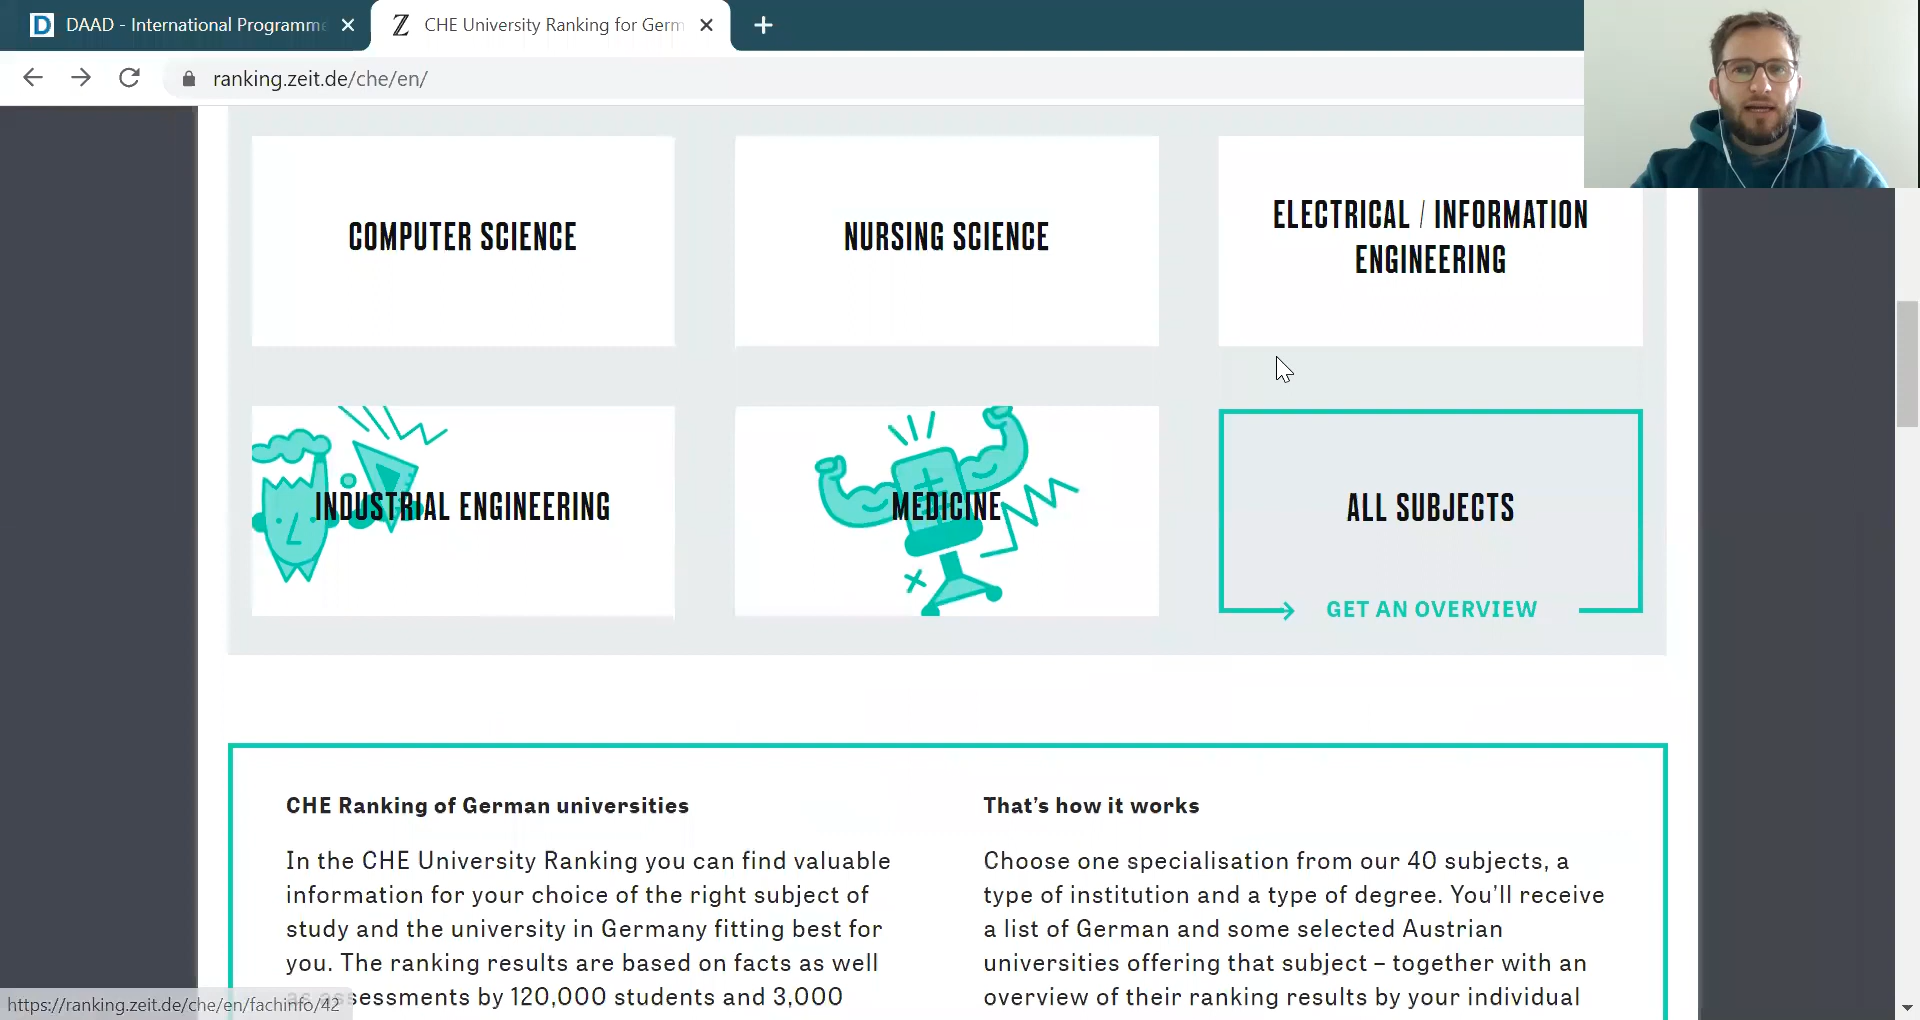 DAAD - International Programme
CHE University Ranking for Germ
ranking.zeit.de/che/en/
COMPUTER SCIENCE
NURSING SCIENCE
ELECTRICAL / INFORMATION
ENGINEERING
INDUSTRIAL ENGINEERING
MEDICINE
ALL SUBJECTS
GET AN OVERVIEW
CHE Ranking of German universities
In the CHE University Ranking you can find valuable
information for your choice of the right subject of
study and the university in Germany fitting best for
you. The ranking results are based on facts as well
as assessments by 120,000 students and 3,000
That's how it works
Choose one specialisation from our 40 subjects, a
type of institution and a type of degree. You'll receive
a list of German and some selected Austrian
universities offering that subject – together with an
overview of their ranking results by your individual
https://ranking.zeit.de/che/en/fachinfo/42